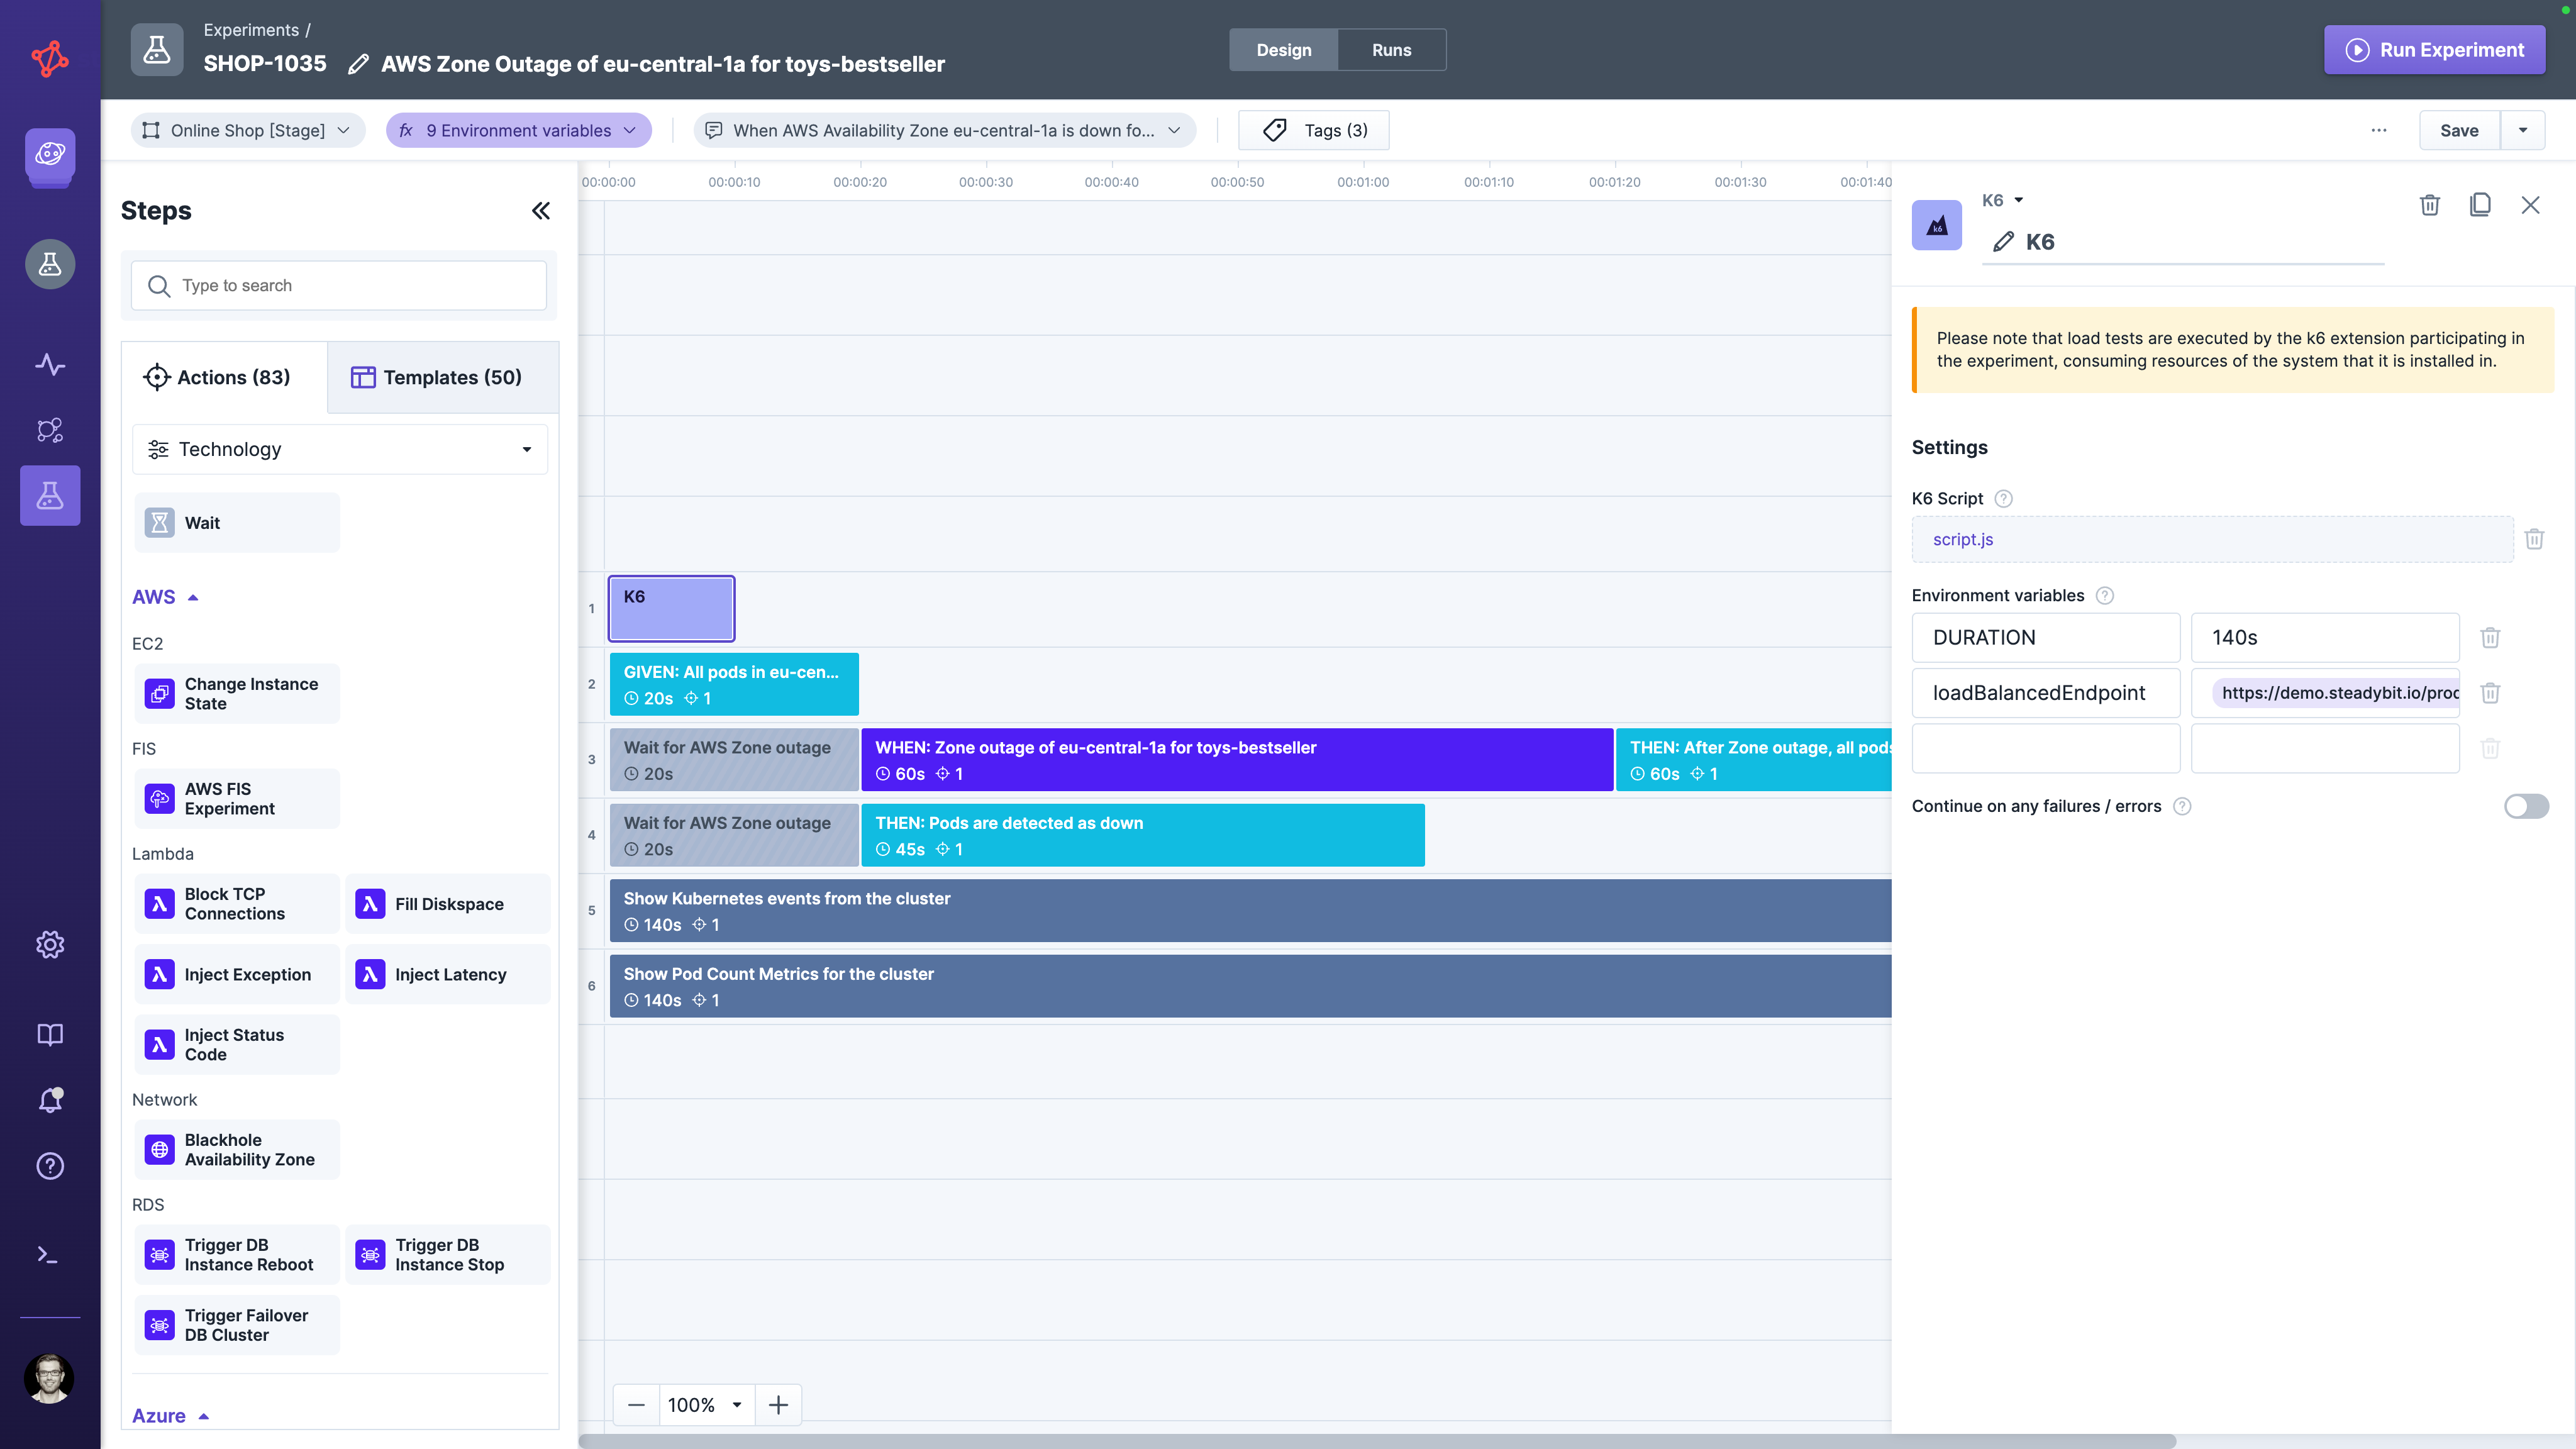 Experiments /
SHOP-1035 AWS Zone Outage of eu-central-1a for toys-bestseller
Design Runs
Run Experiment
Online Shop [Stage]
fx 9 Environment variables
When AWS Availability Zone eu-central-1a is down fo...
Tags (3)
Save
Steps
Type to search
Actions (83)
Templates (50)
Technology
Wait
AWS
EC2
Change Instance
State
FIS
AWS FIS
Experiment
Lambda
Block TCP
Connections
Fill Diskspace
Inject Exception
Inject Latency
Inject Status
Code
Network
Blackhole
Availability Zone
RDS
Trigger DB
Instance Reboot
Trigger DB
Instance Stop
Trigger Failover
DB Cluster
Azure
00:00:00 00:00:10 00:00:20 00:00:30 00:00:40 00:00:50 00:01:00 00:01:10 00:01:20 00:01:30 00:01:40
1
K6
2
GIVEN: All pods in eu-cen...
20s 1
3
Wait for AWS Zone outage
20s
WHEN: Zone outage of eu-central-1a for toys-bestseller
60s 1
THEN: After Zone outage, all pods
60s 1
4
Wait for AWS Zone outage
20s
THEN: Pods are detected as down
45s 1
5
Show Kubernetes events from the cluster
140s 1
6
Show Pod Count Metrics for the cluster
140s 1
100%
K6
k6
K6
Please note that load tests are executed by the k6 extension participating in
the experiment, consuming resources of the system that it is installed in.
Settings
K6 Script
script.js
Environment variables
DURATION 140s
loadBalancedEndpoint https://demo.steadybit.io/proc
Continue on any failures / errors